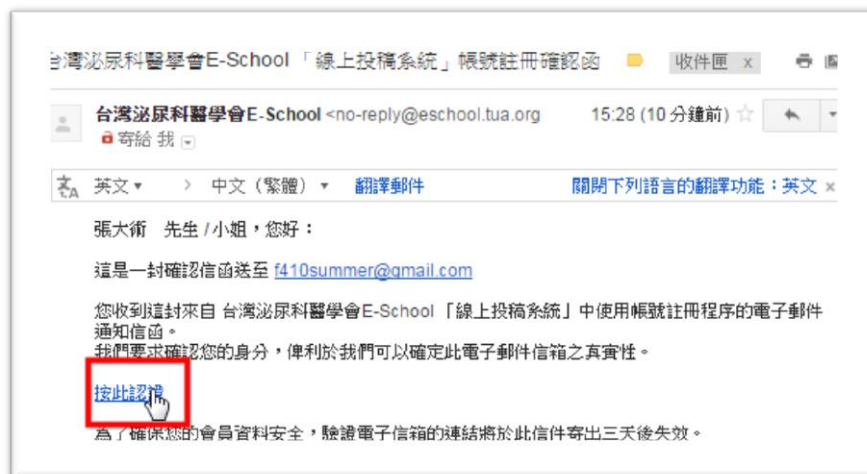 台灣泌尿科醫學會E-School 「線上投稿系統」帳號註冊確認函 收件匣 x
台灣泌尿科醫學會E-School <no-reply@eschool.tua.org 15:28 (10 分鐘前)
寄給 我
英文 > 中文（繁體） 翻譯郵件 關閉下列語言的翻譯功能：英文 x
張大術 先生 / 小姐，您好：
這是一封確認信函送至 f410summer@gmail.com
您收到這封來自 台灣泌尿科醫學會E-School 「線上投稿系統」中使用帳號註冊程序的電子郵件
通知信函。
我們要求確認您的身分，俾利於我們可以確定此電子郵件信箱之真實性。
按此認證
為了確保您的會員資料安全，驗證電子信箱的連結將於此信件寄出三天後失效。